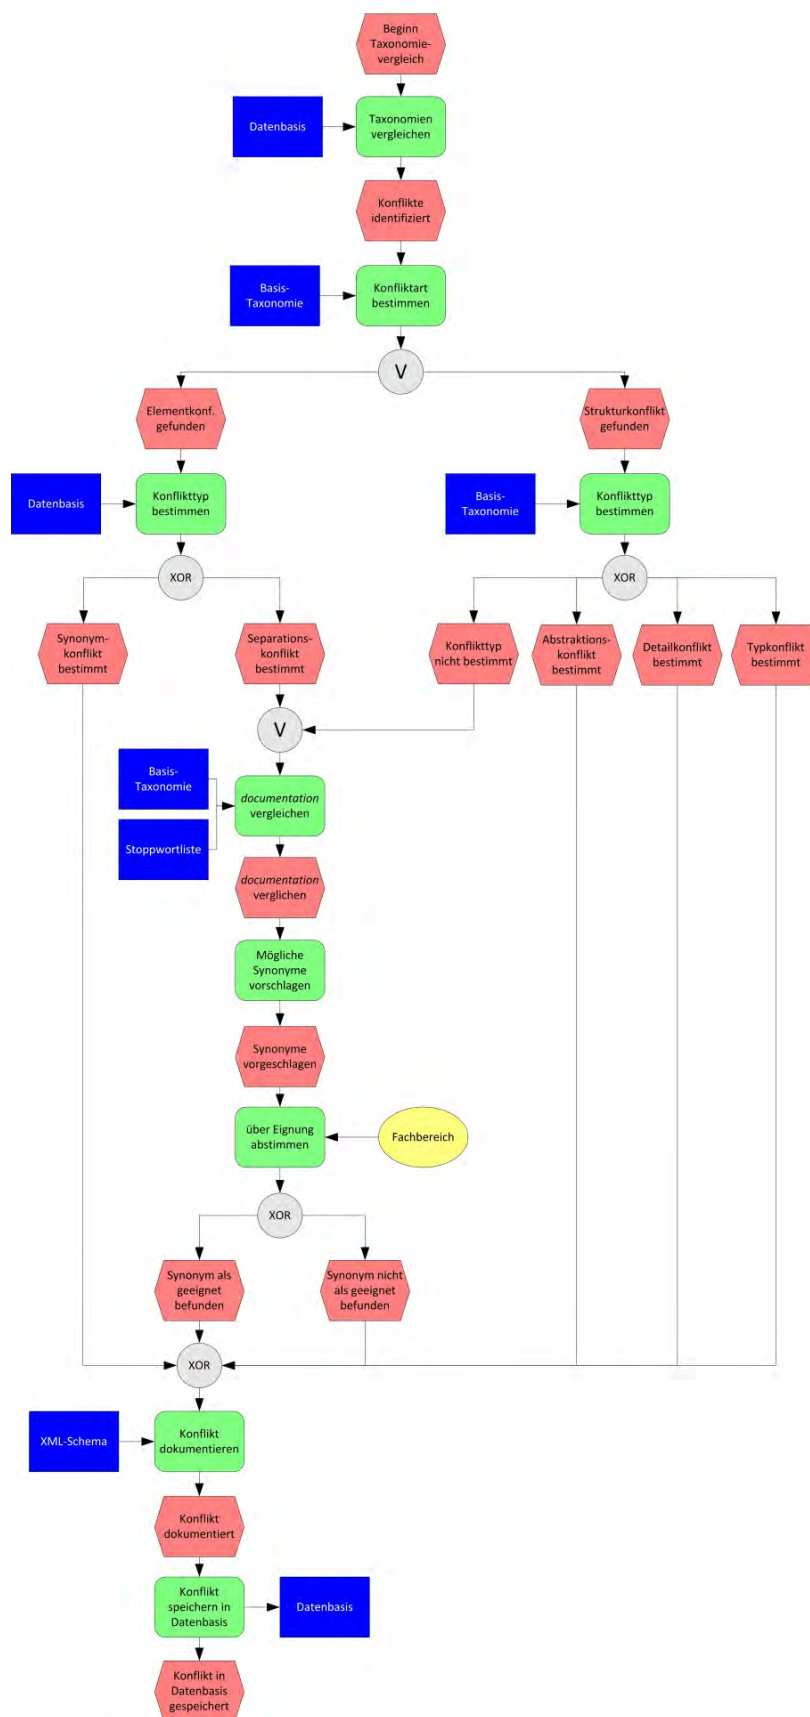 Beginn
Taxonomie-
vergleich
Datenbasis
Taxonomien
vergleichen
Konflikte
identifiziert
Basis-
Taxonomie
Konfliktart
bestimmen
V
Elementkonf.
gefunden
Strukturkonflikt
gefunden
Datenbasis
Konflikttyp
bestimmen
Basis-
Taxonomie
Konflikttyp
bestimmen
XOR
XOR
Synonym-
konflikt
bestimmt
Separations-
konflikt
bestimmt
Konflikttyp
nicht bestimmt
Abstraktions-
konflikt
bestimmt
Detailkonflikt
bestimmt
Typkonflikt
bestimmt
V
Basis-
Taxonomie
Stoppwortliste
documentation
vergleichen
documentation
verglichen
Mögliche
Synonyme
vorschlagen
Synonyme
vorgeschlagen
über Eignung
abstimmen
Fachbereich
XOR
Synonym als
geeignet
befunden
Synonym nicht
als geeignet
befunden
XOR
XML-Schema
Konflikt
dokumentieren
Konflikt
dokumentiert
Konflikt
speichern in
Datenbasis
Datenbasis
Konflikt in
Datenbasis
gespeichert